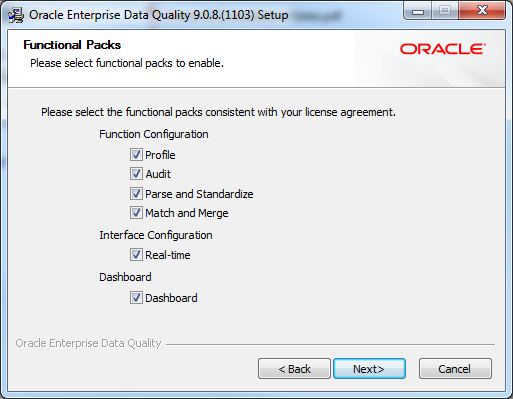 Oracle Enterprise Data Quality 9.0.8.(1103) Setup
Functional Packs
Please select functional packs to enable.
ORACLE
Please select the functional packs consistent with your license agreement.
Function Configuration
Profile
Audit
Parse and Standardize
Match and Merge
Interface Configuration
Real-time
Dashboard
Dashboard
Oracle Enterprise Data Quality
< Back
Next>
Cancel